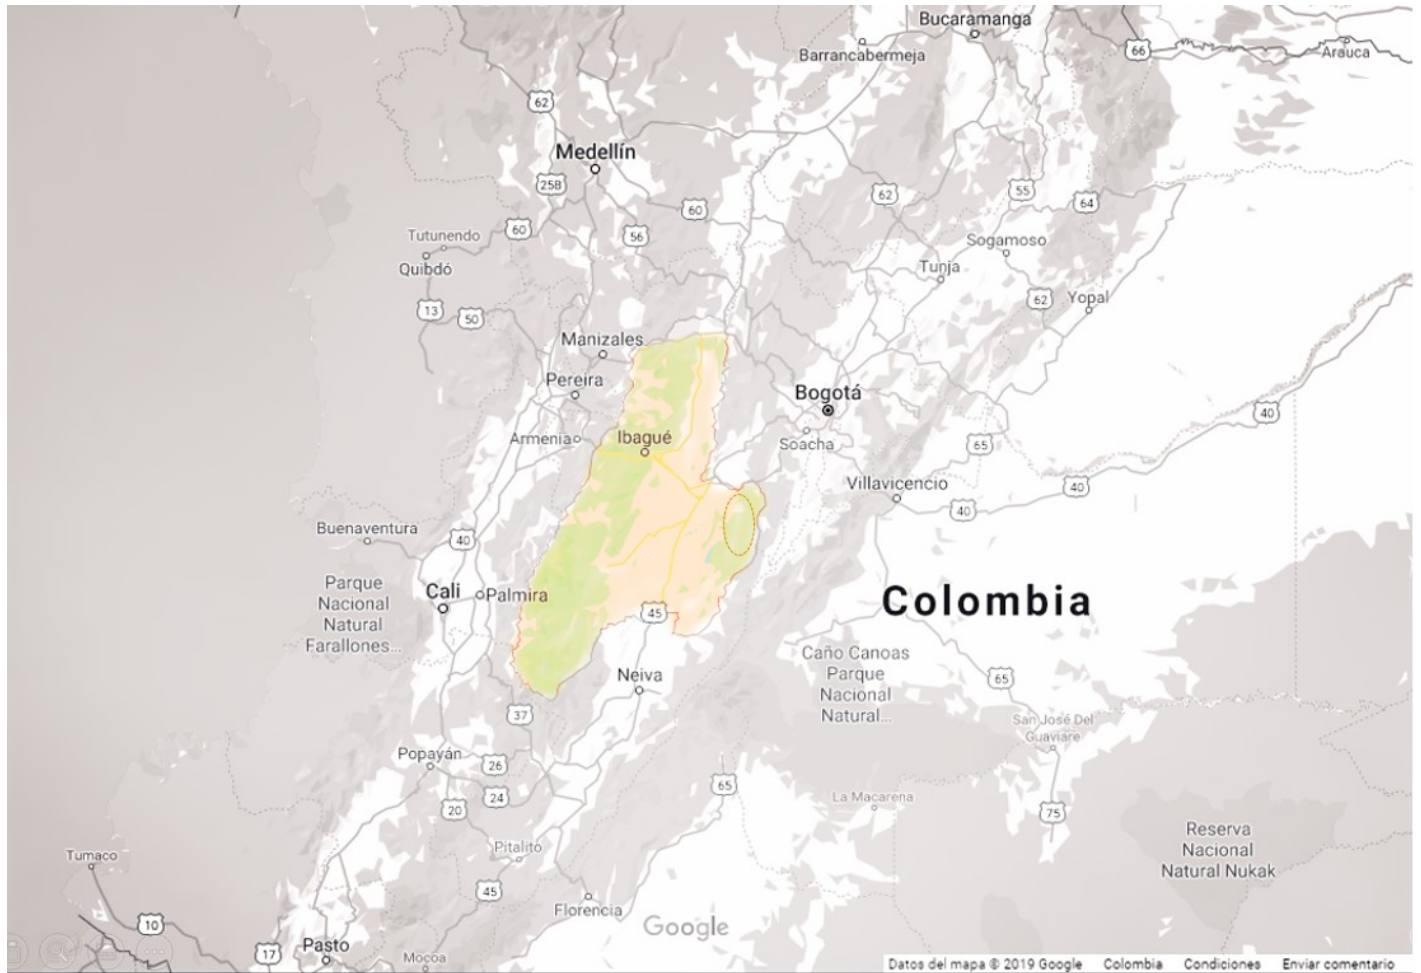 Bucaramanga
Barrancabermeja
66
Arauca
62
Medellín
25B
62
55
64
60
60
56
Tutunendo
Quibdó
Sogamoso
Tunja
62
Yopal
13
50
Manizales
Pereira
Bogotá
40
Armenia
Ibagué
Soacha
65
Villavicencio
40
40
Buenaventura
40
Parque
Nacional
Natural
Farallones...
Cali
Palmira
45
Colombia
Caño Canoas
Parque
Nacional
Natural...
Neiva
65
37
San José Del
Guaviare
Popayán
26
65
24
20
La Macarena
75
Reserva
Nacional
Natural Nukak
Tumaco
Pitalito
45
Florencia
Google
10
17
Pasto
Mocoa
Datos del mapa © 2019 Google Colombia Condiciones Enviar comentario